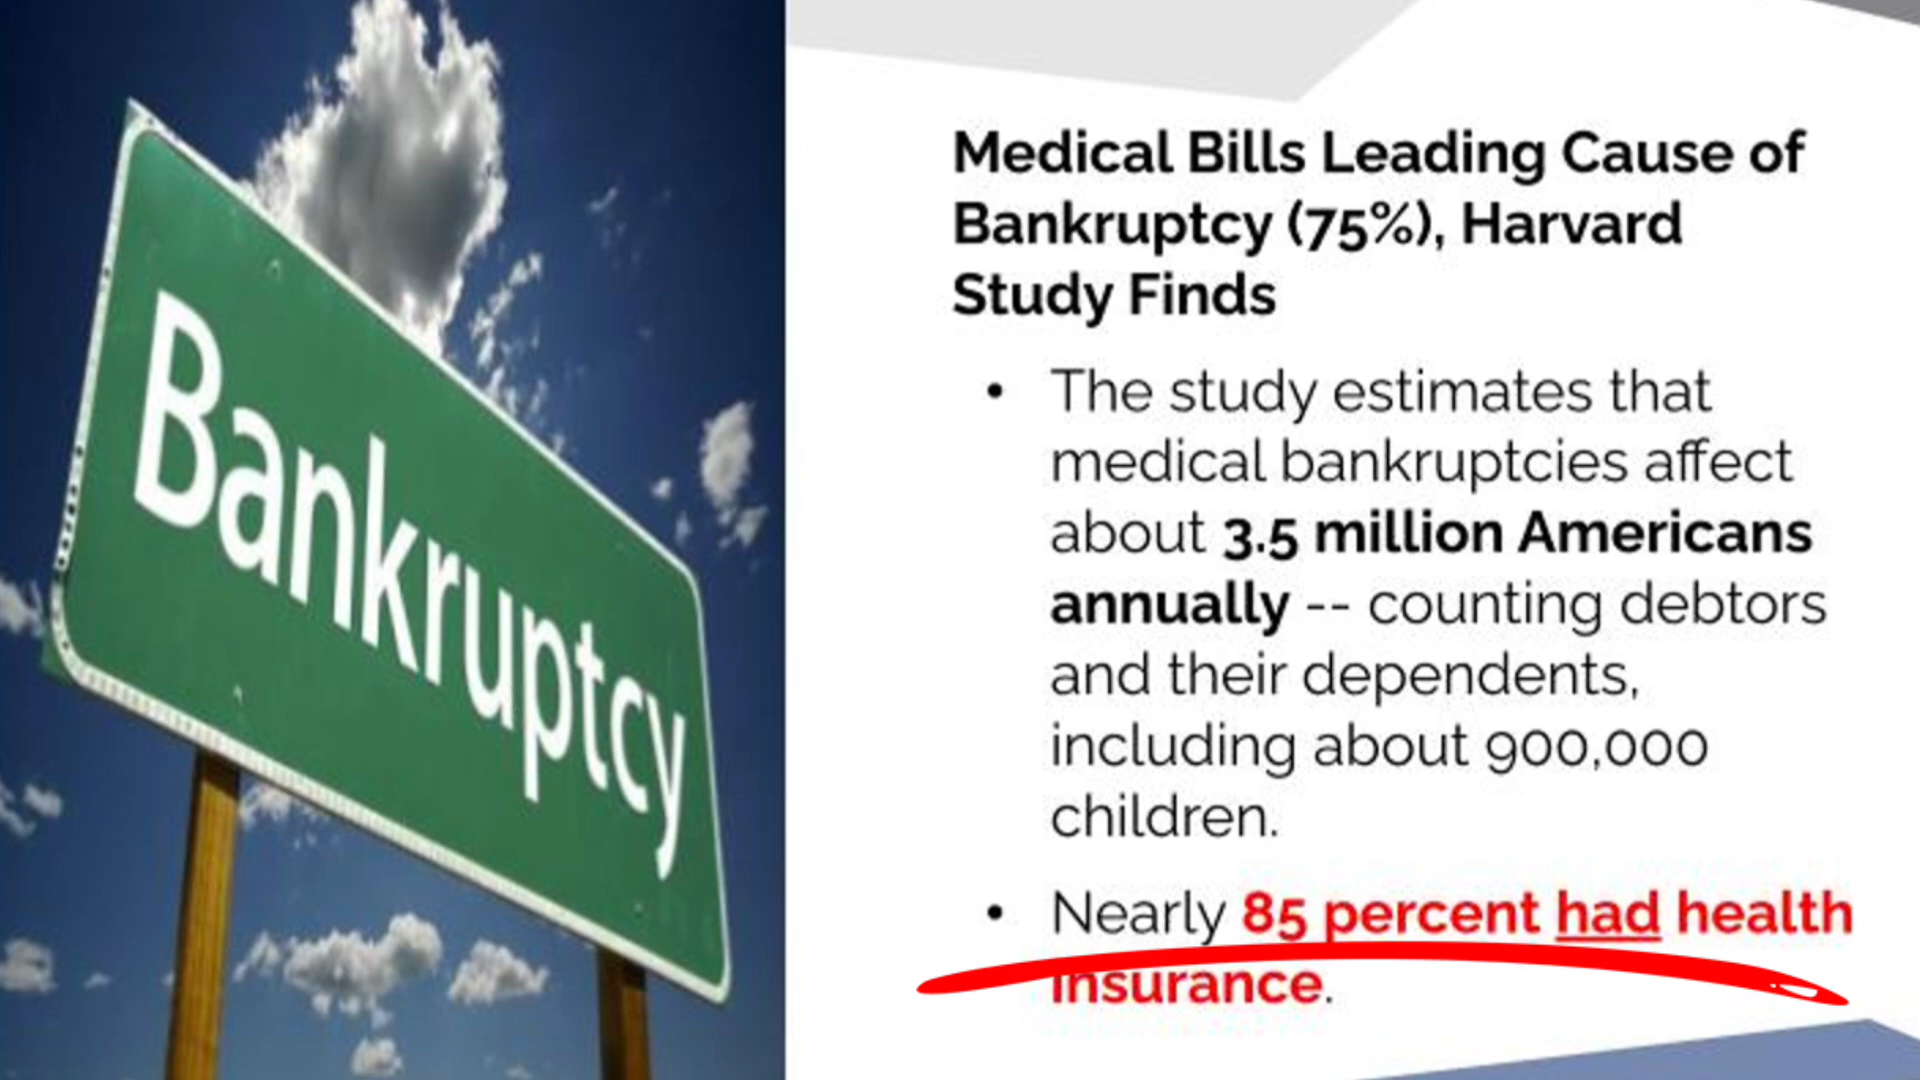 Bankruptcy
Medical Bills Leading Cause of
Bankruptcy (75%), Harvard
Study Finds
• The study estimates that
medical bankruptcies affect
about 3.5 million Americans
annually -- counting debtors
and their dependents,
including about 900,000
children.
• Nearly 85 percent had health
insurance.